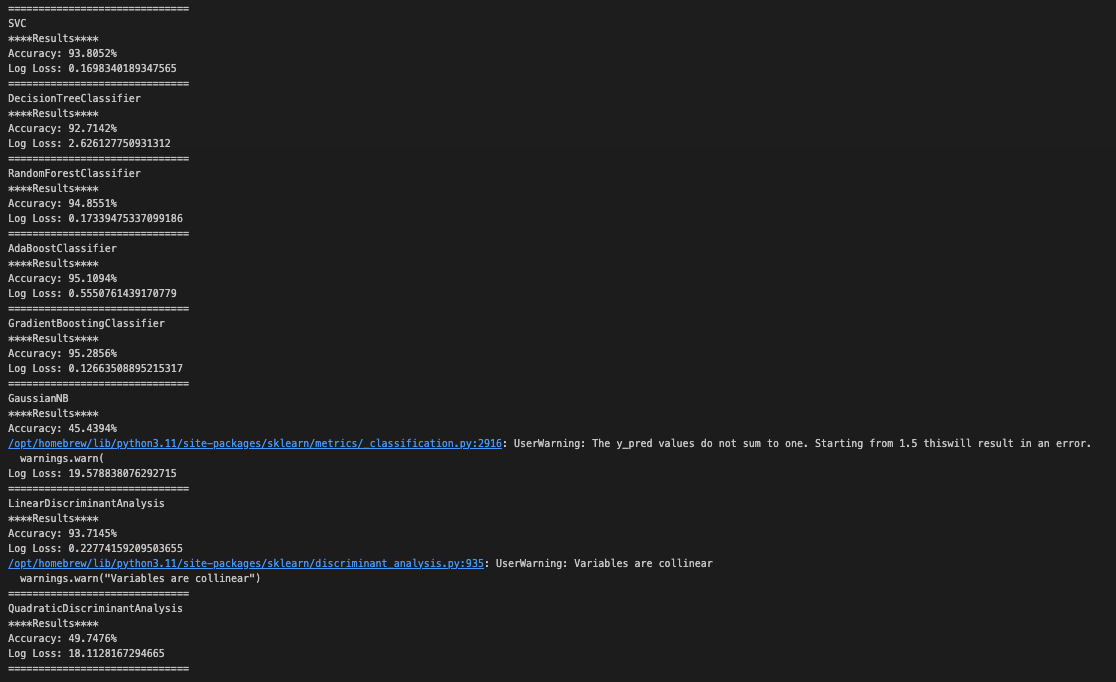 ==============================
SVC
****Results****
Accuracy: 93.8052%
Log Loss: 0.1698340189347565
==============================
DecisionTreeClassifier
****Results****
Accuracy: 92.7142%
Log Loss: 2.626127750931312
==============================
RandomForestClassifier
****Results****
Accuracy: 94.8551%
Log Loss: 0.17339475337099186
==============================
AdaBoostClassifier
****Results****
Accuracy: 95.1094%
Log Loss: 0.5550761439170779
==============================
GradientBoostingClassifier
****Results****
Accuracy: 95.2856%
Log Loss: 0.12663508895215317
==============================
GaussianNB
****Results****
Accuracy: 45.4394%
/opt/homebrew/lib/python3.11/site-packages/sklearn/metrics/_classification.py:2916: UserWarning: The y_pred values do not sum to one. Starting from 1.5 thiswill result in an error.
  warnings.warn(
Log Loss: 19.578838076292715
==============================
LinearDiscriminantAnalysis
****Results****
Accuracy: 93.7145%
Log Loss: 0.22774159209503655
/opt/homebrew/lib/python3.11/site-packages/sklearn/discriminant_analysis.py:935: UserWarning: Variables are collinear
  warnings.warn("Variables are collinear")
==============================
QuadraticDiscriminantAnalysis
****Results****
Accuracy: 49.7476%
Log Loss: 18.1128167294665
==============================